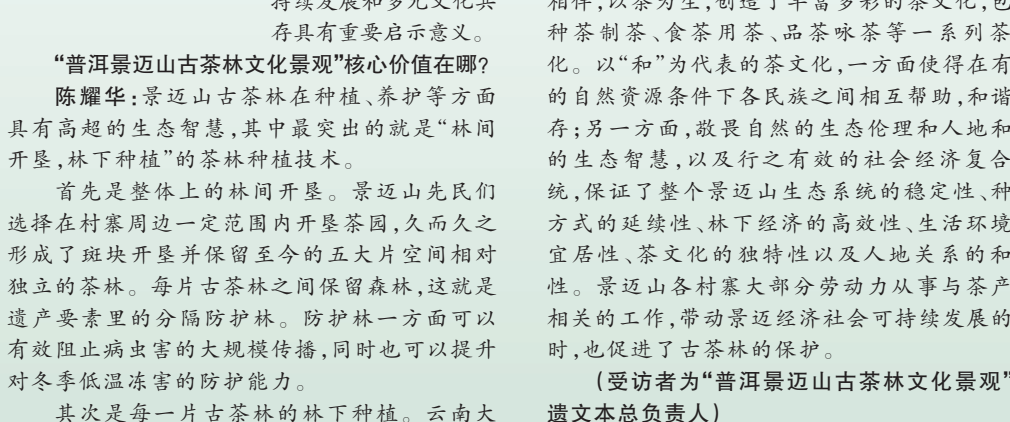 持续发展和多元文化共
存具有重要启示意义。
“普洱景迈山古茶林文化景观”核心价值在哪?
陈耀华:景迈山古茶林在种植、养护等方面
具有高超的生态智慧,其中最突出的就是“林间
开垦,林下种植”的茶林种植技术。
首先是整体上的林间开垦。景迈山先民们
选择在村寨周边一定范围内开垦茶园,久而久之
形成了斑块开垦并保留至今的五大片空间相对
独立的茶林。每片古茶林之间保留森林,这就是
遗产要素里的分隔防护林。防护林一方面可以
有效阻止病虫害的大规模传播,同时也可以提升
对冬季低温冻害的防护能力。
其次是每一片古茶林的林下种植。云南大
相伴,以茶为生,创造了丰富多彩的茶文化,包
种茶制茶、食茶用茶、品茶咏茶等一系列茶
化。以“和”为代表的茶文化,一方面使得在有
的自然资源条件下各民族之间相互帮助,和谐
存;另一方面,敬畏自然的生态伦理和人地和
的生态智慧,以及行之有效的社会经济复合
统,保证了整个景迈山生态系统的稳定性、种
方式的延续性、林下经济的高效性、生活环境
宜居性、茶文化的独特性以及人地关系的和
性。景迈山各村寨大部分劳动力从事与茶产
相关的工作,带动景迈经济社会可持续发展的
时,也促进了古茶林的保护。
(受访者为“普洱景迈山古茶林文化景观”
遗文本总负责人)